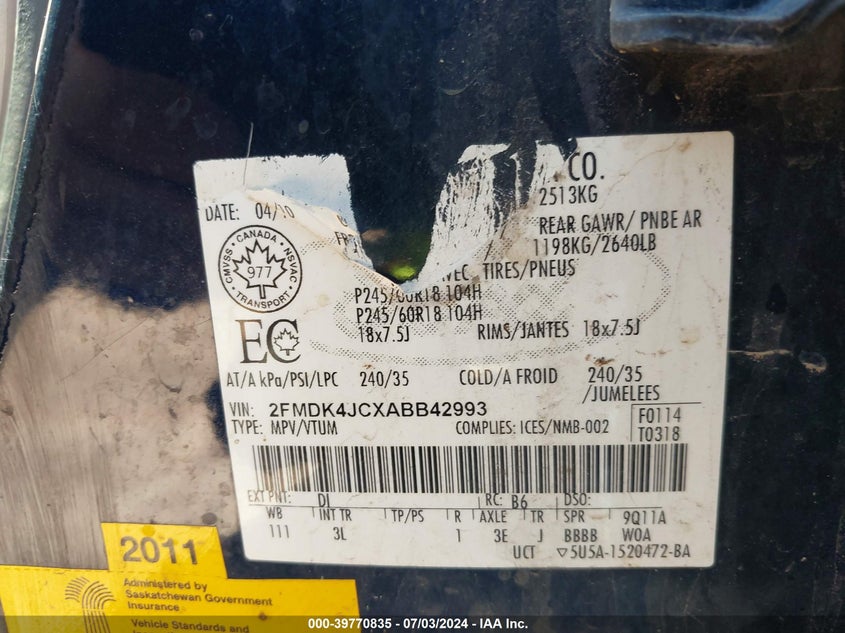 CO.
2513KG
DATE: 04/10
REAR GAWR/ PNBE AR
1198KG/2640LB
TIRES/PNEUS
CMVSS • CANADA • NSVAC
977
TRANSPORT
P245/60R18 104H
P245/60R18 104H
18x7.5J RIMS/JANTES 18x7.5J
EC
AT/A kPa/PSI/LPC 240/35 COLD/A FROID 240/35
/JUMELEES
VIN: 2FMDK4JCXABB42993
TYPE: MPV/VTUM COMPLIES: ICES/NMB-002
F0114
T0318
EXT PNT: DI RC: B6 DSO:
WB INT TR TP/PS R AXLE TR SPR 9Q11A
111 3L 1 3E J BBBB WOA
UCT ▽5U5A-1520472-BA
2011
Administered by
Saskatchewan Government
Insurance
Vehicle Standards and
000-39770835 - 07/03/2024 - IAA Inc.